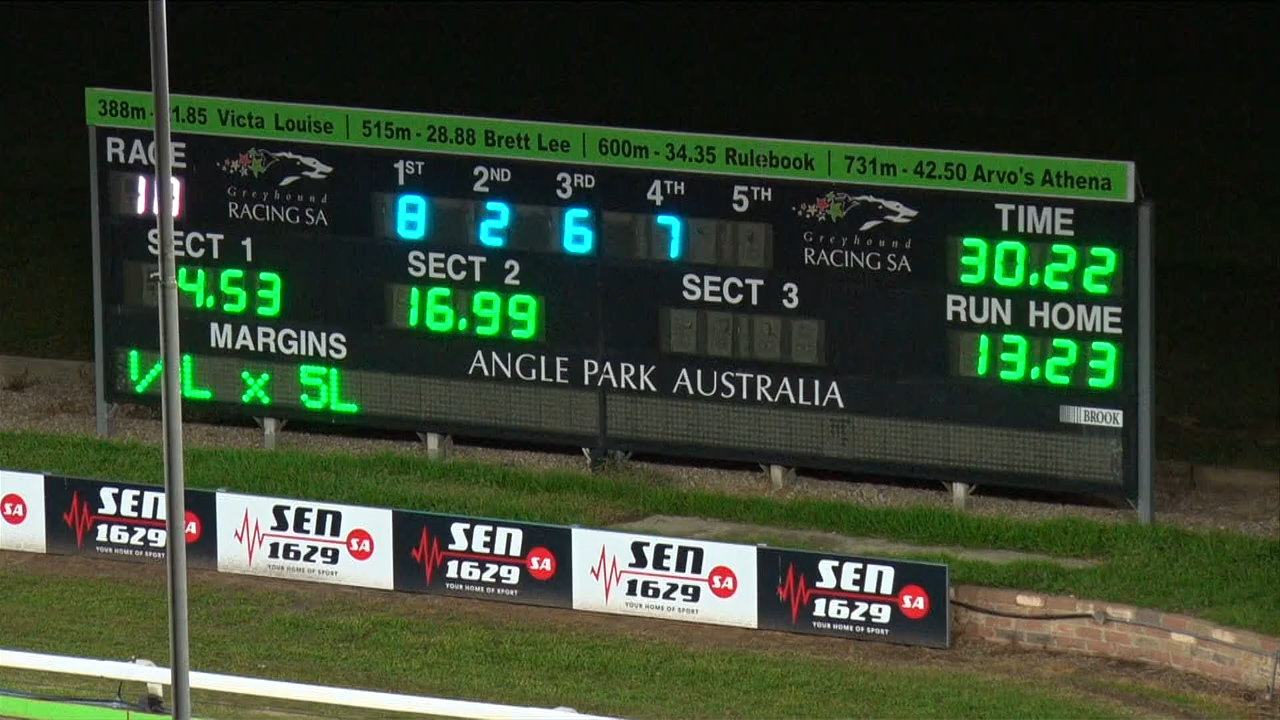 388m - 21.85 Victa Louise | 515m - 28.88 Brett Lee | 600m - 34.35 Rulebook | 731m - 42.50 Arvo's Athena
RACE
Greyhound
RACING SA
1ST 2ND 3RD 4TH 5TH
8 2 6 7
Greyhound
RACING SA
TIME
30.22
SECT 1
4.53
SECT 2
16.99
SECT 3
RUN HOME
13.23
MARGINS
L x 5L
ANGLE PARK AUSTRALIA
BROOK
SA
SEN
1629
SA
YOUR HOME OF SPORT
SEN
1629
SA
YOUR HOME OF SPORT
SEN
1629
SA
YOUR HOME OF SPORT
SEN
1629
SA
YOUR HOME OF SPORT
SEN
1629
SA
YOUR HOME OF SPORT